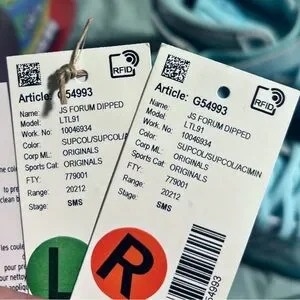 RFID
Article: G54993
Name: JS FORUM DIPPED
Model: LTL91
Work. No: 10046934
Color: SUPCOL/SUPCOL/A
Corp ML: ORIGINALS
Sports Cat: ORIGINALS
FTY: 779001
Range: 20212
Stage: SMS
L
RFID
Article: G54993
Name: JS FORUM DIPPED
Model: LTL91
Work. No: 10046934
Color: SUPCOL/SUPCOL/ACIMIN
Corp ML: ORIGINALS
Sports Cat: ORIGINALS
FTY: 779001
Range: 20212
Stage: SMS
R
54993